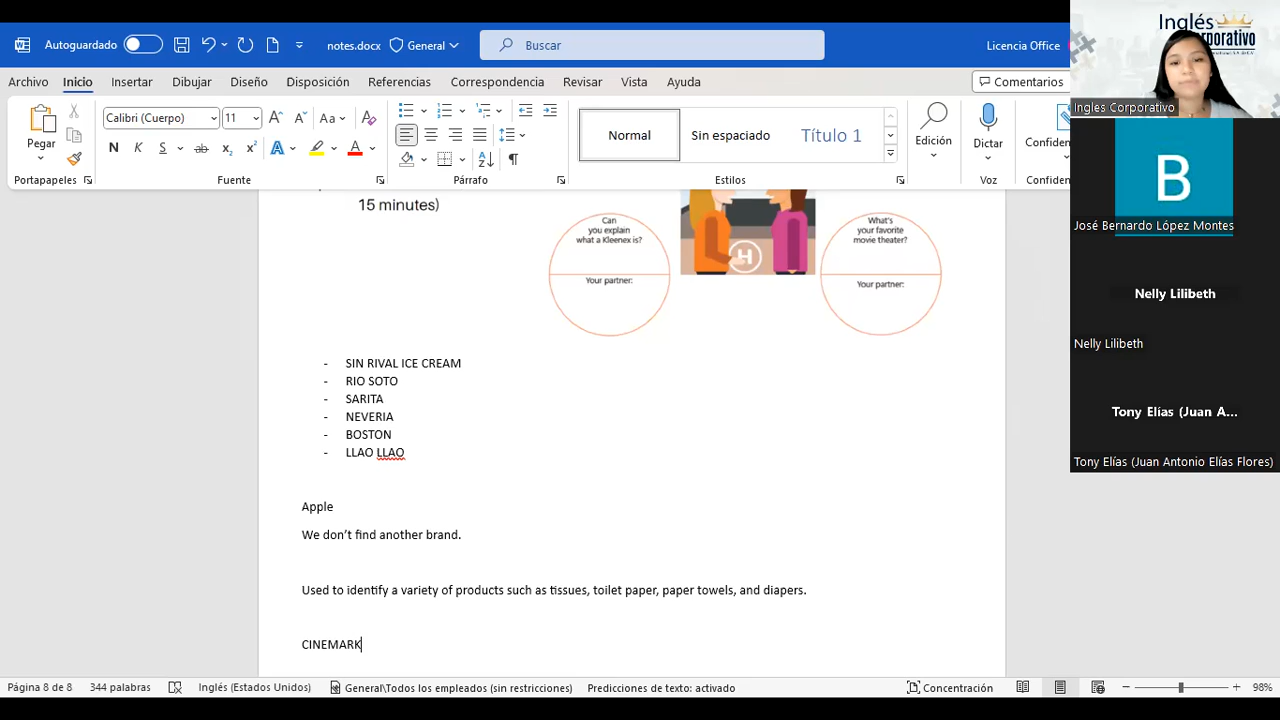 Autoguardado
notes.docx
General
Buscar
Licencia Office
Archivo
Inicio
Insertar
Dibujar
Diseño
Disposición
Referencias
Correspondencia
Revisar
Vista
Ayuda
Comentarios
Pegar
Calibri (Cuerpo)
11
Normal
Sin espaciado
Título 1
Edición
Dictar
Confiden
Portapapeles
Fuente
Párrafo
Estilos
Voz
Confiden
15 minutes)
Can
you explain
what a Kleenex is?
Your partner:
H
What's
your favorite
movie theater?
Your partner:
- SIN RIVAL ICE CREAM
- RIO SOTO
- SARITA
- NEVERIA
- BOSTON
- LLAO LLAO
Apple
We don't find another brand.
Used to identify a variety of products such as tissues, toilet paper, paper towels, and diapers.
CINEMARK
Página 8 de 8
344 palabras
Inglés (Estados Unidos)
General\Todos los empleados (sin restricciones)
Predicciones de texto: activado
Concentración
98%
Inglés
Corporativo
Ingles Corporativo
B
José Bernardo López Montes
Nelly Lilibeth
Nelly Lilibeth
Tony Elías (Juan A...
Tony Elías (Juan Antonio Elías Flores)